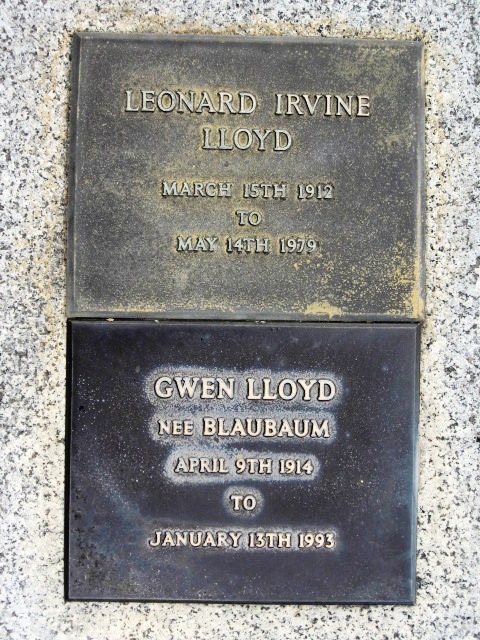 LEONARD IRVINE
LLOYD
MARCH 15TH 1912
TO
MAY 14TH 1979
GWEN LLOYD
NEE BLAUBAUM
APRIL 9TH 1914
TO
JANUARY 13TH 1993